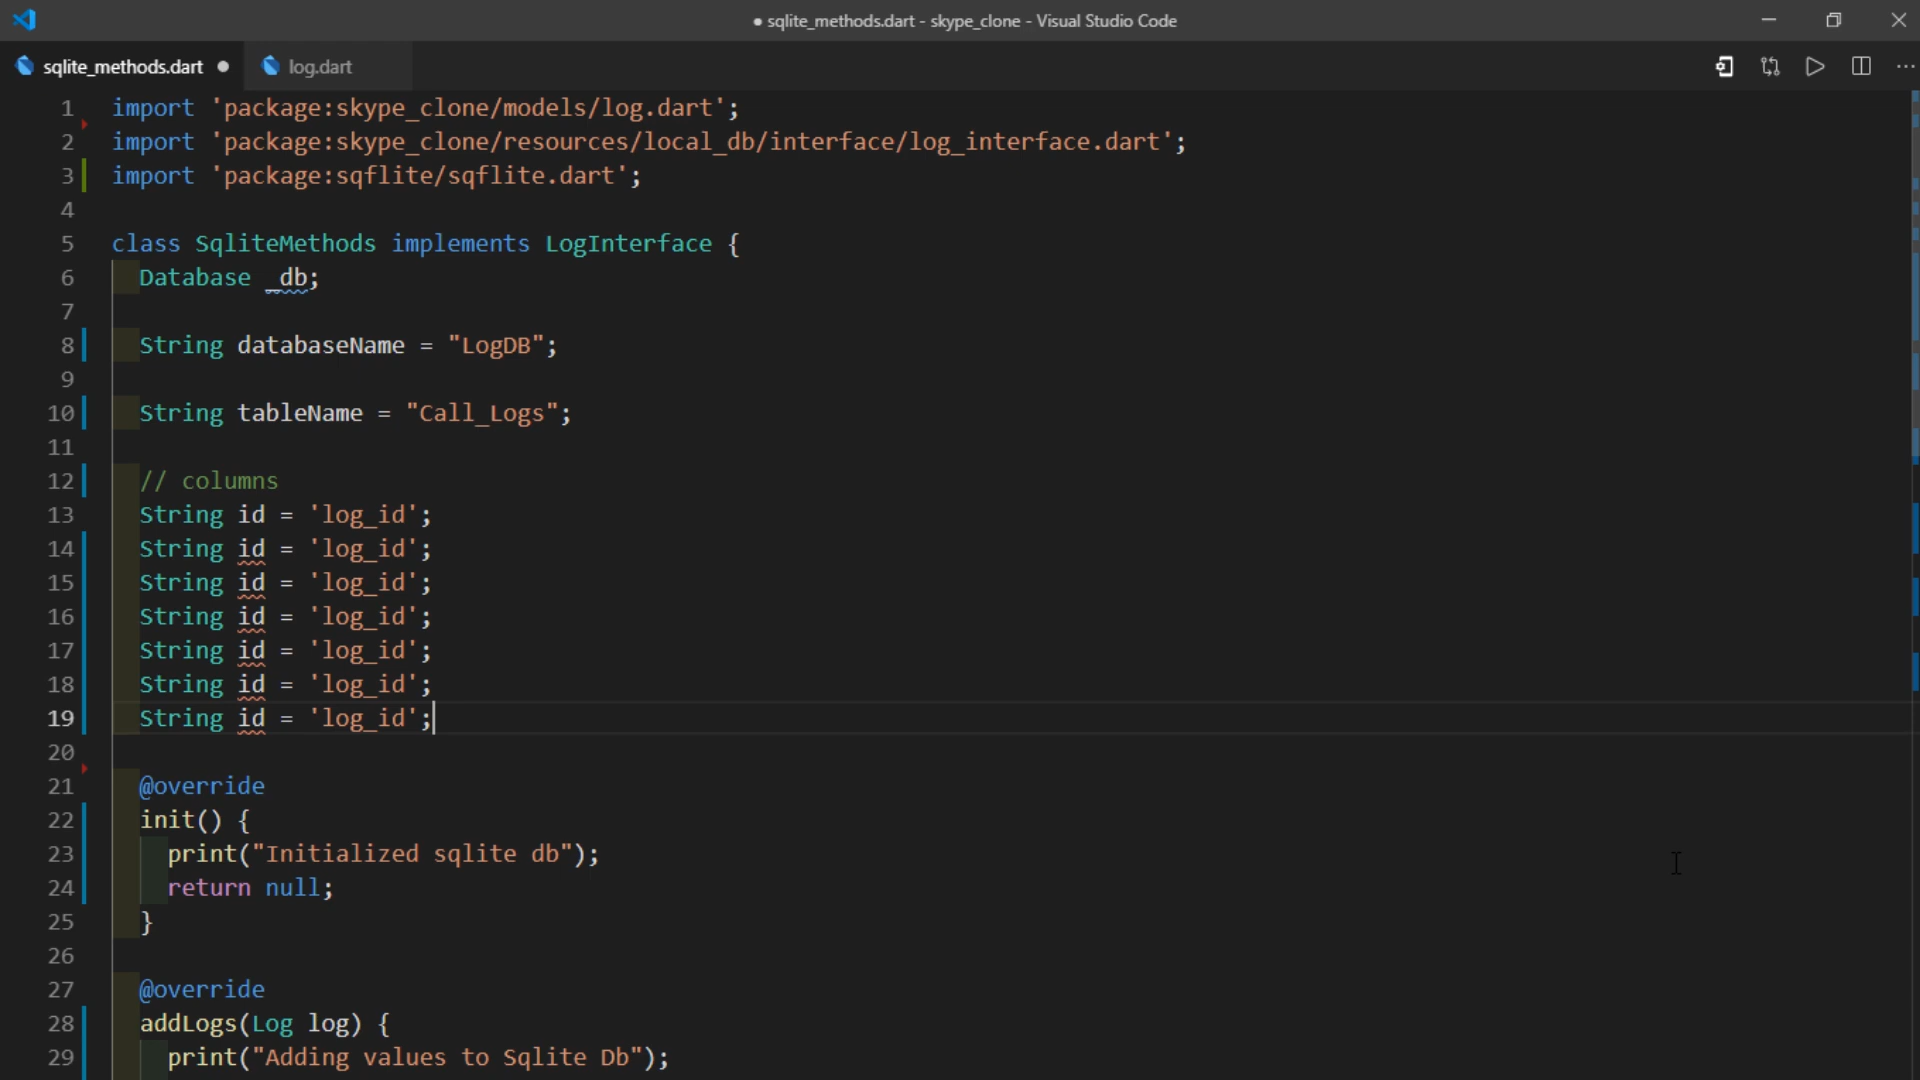 ● sqlite_methods.dart - skype_clone - Visual Studio Code
sqlite_methods.dart ● log.dart
1 import 'package:skype_clone/models/log.dart';
2 import 'package:skype_clone/resources/local_db/interface/log_interface.dart';
3 import 'package:sqflite/sqflite.dart';
4
5 class SqliteMethods implements LogInterface {
6 Database _db;
7
8 String databaseName = "LogDB";
9
10 String tableName = "Call_Logs";
11
12 // columns
13 String id = 'log_id';
14 String id = 'log_id';
15 String id = 'log_id';
16 String id = 'log_id';
17 String id = 'log_id';
18 String id = 'log_id';
19 String id = 'log_id';
20
21 @override
22 init() {
23 print("Initialized sqlite db");
24 return null;
25 }
26
27 @override
28 addLogs(Log log) {
29 print("Adding values to Sqlite Db");